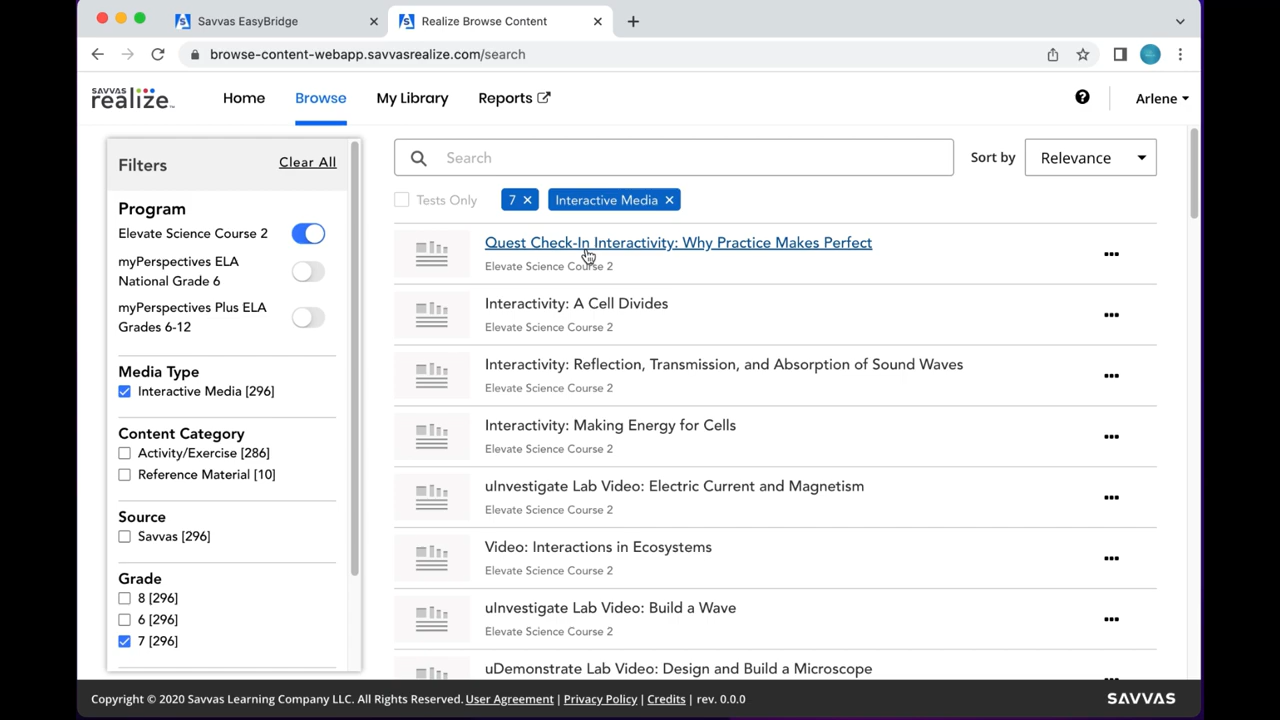 Savvas EasyBridge
Realize Browse Content
browse-content-webapp.savvasrealize.com/search
SAVVAS
realize™
Home
Browse
My Library
Reports
Arlene
Filters
Clear All
Program
Elevate Science Course 2
myPerspectives ELA
National Grade 6
myPerspectives Plus ELA
Grades 6-12
Media Type
Interactive Media [296]
Content Category
Activity/Exercise [286]
Reference Material [10]
Source
Savvas [296]
Grade
8 [296]
6 [296]
7 [296]
Search
Sort by
Relevance
Tests Only
7 ×
Interactive Media ×
Quest Check-In Interactivity: Why Practice Makes Perfect
Elevate Science Course 2
Interactivity: A Cell Divides
Elevate Science Course 2
Interactivity: Reflection, Transmission, and Absorption of Sound Waves
Elevate Science Course 2
Interactivity: Making Energy for Cells
Elevate Science Course 2
uInvestigate Lab Video: Electric Current and Magnetism
Elevate Science Course 2
Video: Interactions in Ecosystems
Elevate Science Course 2
uInvestigate Lab Video: Build a Wave
Elevate Science Course 2
uDemonstrate Lab Video: Design and Build a Microscope
Copyright © 2020 Savvas Learning Company LLC. All Rights Reserved. User Agreement | Privacy Policy | Credits | rev. 0.0.0
SAVVAS